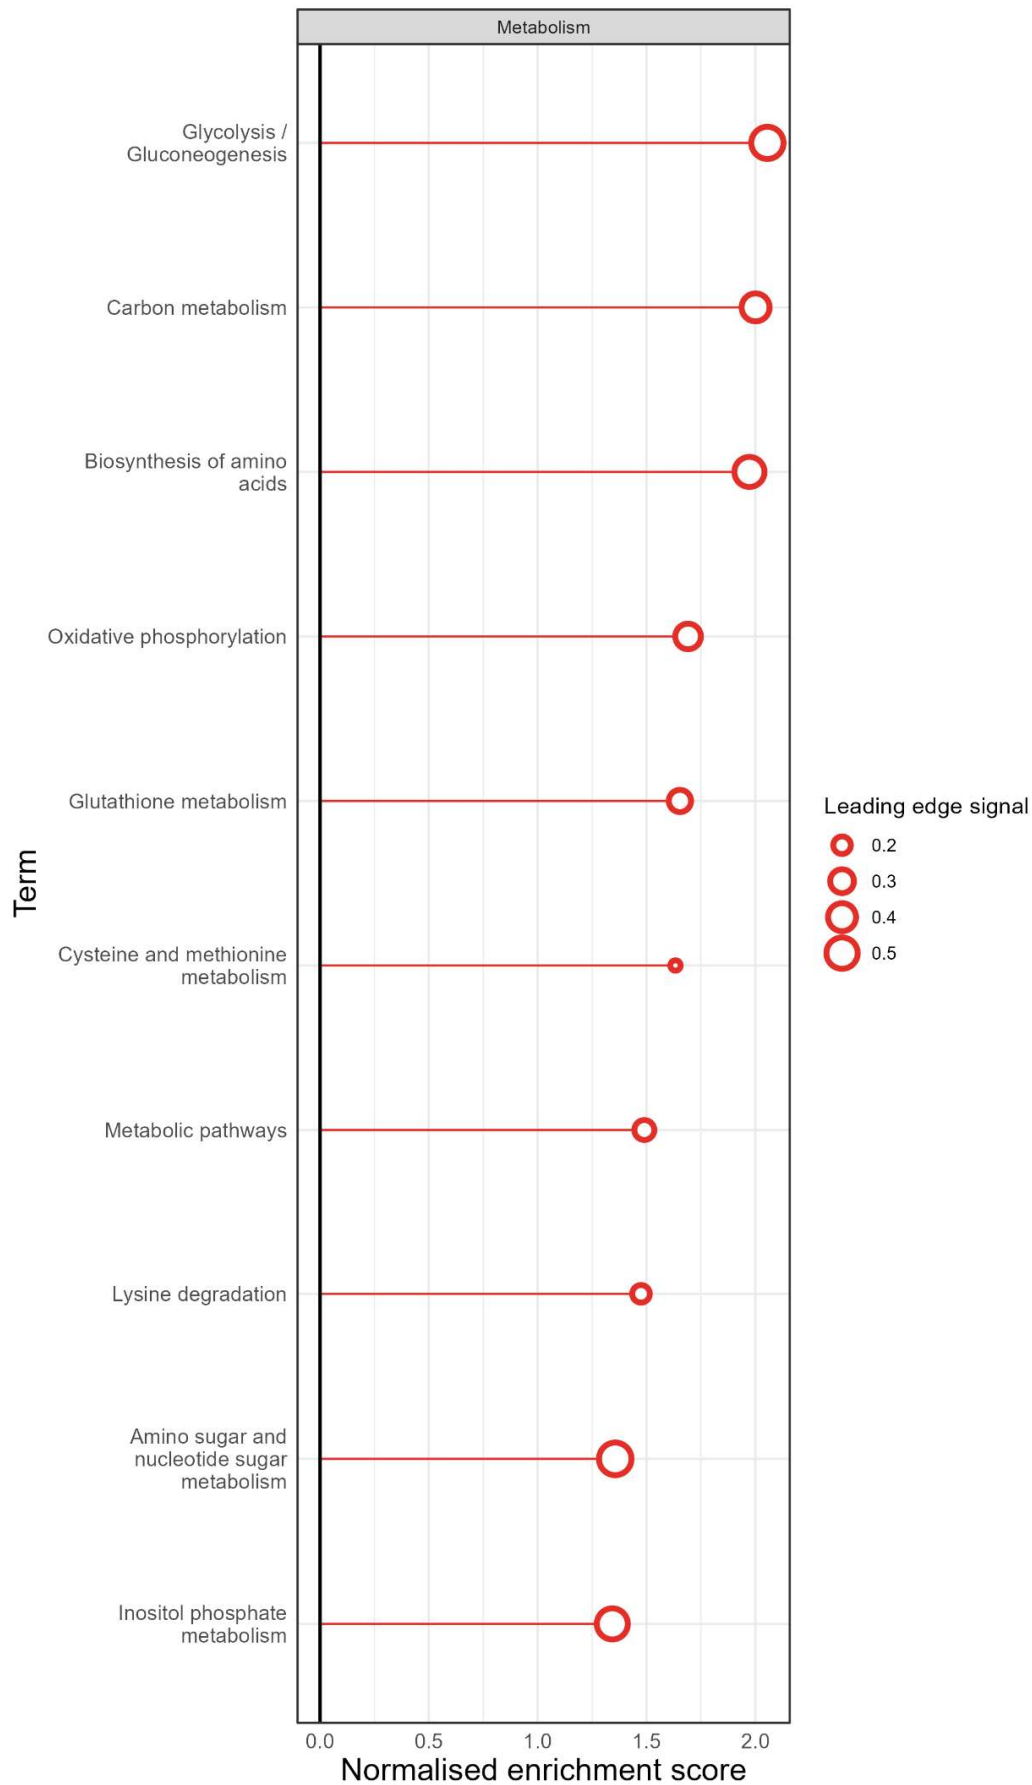 Metabolism
Glycolysis /
Gluconeogenesis
Carbon metabolism
Biosynthesis of amino
acids
Oxidative phosphorylation
Glutathione metabolism
Cysteine and methionine
metabolism
Metabolic pathways
Lysine degradation
Amino sugar and
nucleotide sugar
metabolism
Inositol phosphate
metabolism
Term
0.0 0.5 1.0 1.5 2.0
Normalised enrichment score
Leading edge signal
0.2
0.3
0.4
0.5